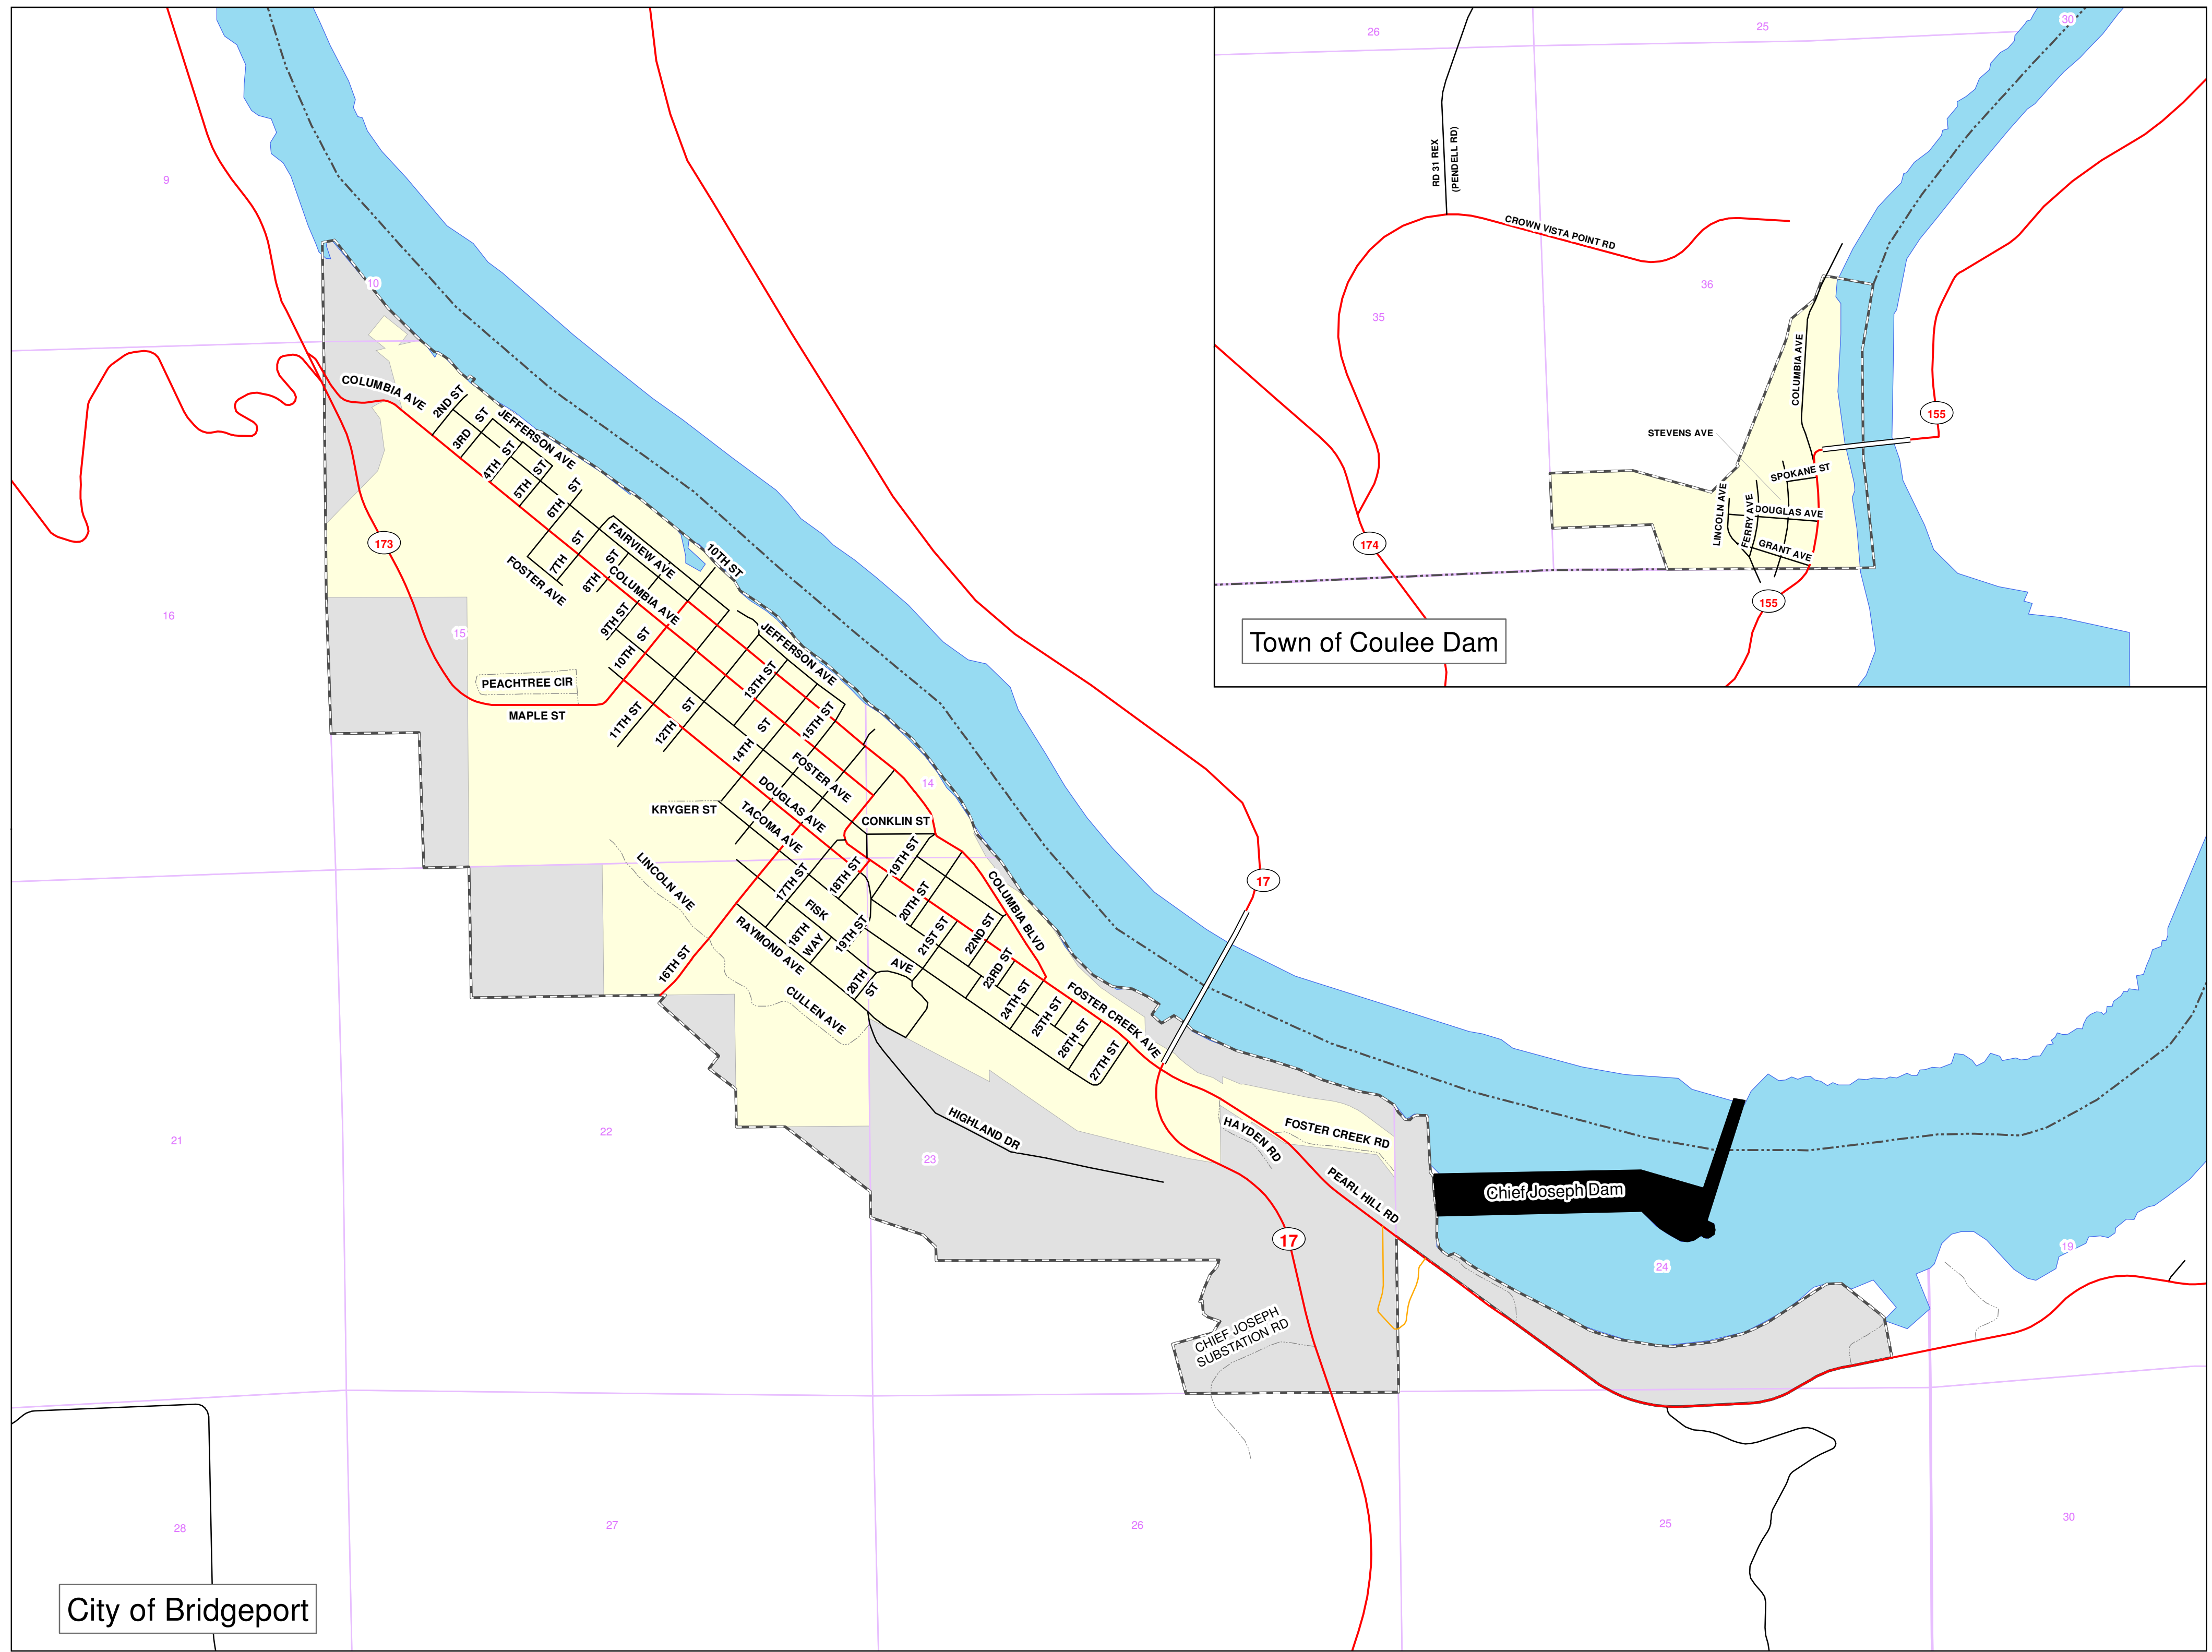 26
25
30
RD 31 REX
(PENDELL RD)
CROWN VISTA POINT RD
36
35
COLUMBIA AVE
155
STEVENS AVE
SPOKANE ST
LINCOLN AVE
FERRY AVE
DOUGLAS AVE
GRANT AVE
174
155
Town of Coulee Dam
9
10
COLUMBIA AVE
2ND ST
3RD ST
JEFFERSON AVE
4TH ST
5TH ST
6TH ST
173
7TH ST
FAIRVIEW AVE
10TH ST
FOSTER AVE
8TH ST
COLUMBIA AVE
9TH ST
16
15
10TH ST
JEFFERSON AVE
PEACHTREE CIR
MAPLE ST
13TH ST
11TH ST
12TH ST
15TH ST
14TH ST
FOSTER AVE
14
DOUGLAS AVE
KRYGER ST
TACOMA AVE
CONKLIN ST
LINCOLN AVE
17TH ST
18TH ST
19TH ST
17
20TH ST
COLUMBIA BLVD
FISK AVE
18TH WAY
19TH ST
21ST ST
22ND ST
RAYMOND AVE
16TH ST
20TH ST
23RD ST
CULLEN AVE
24TH ST
25TH ST
26TH ST
27TH ST
FOSTER CREEK AVE
21
22
23
HIGHLAND DR
HAYDEN RD
FOSTER CREEK RD
PEARL HILL RD
Chief Joseph Dam
17
24
19
CHIEF JOSEPH
SUBSTATION RD
28
27
26
25
30
City of Bridgeport